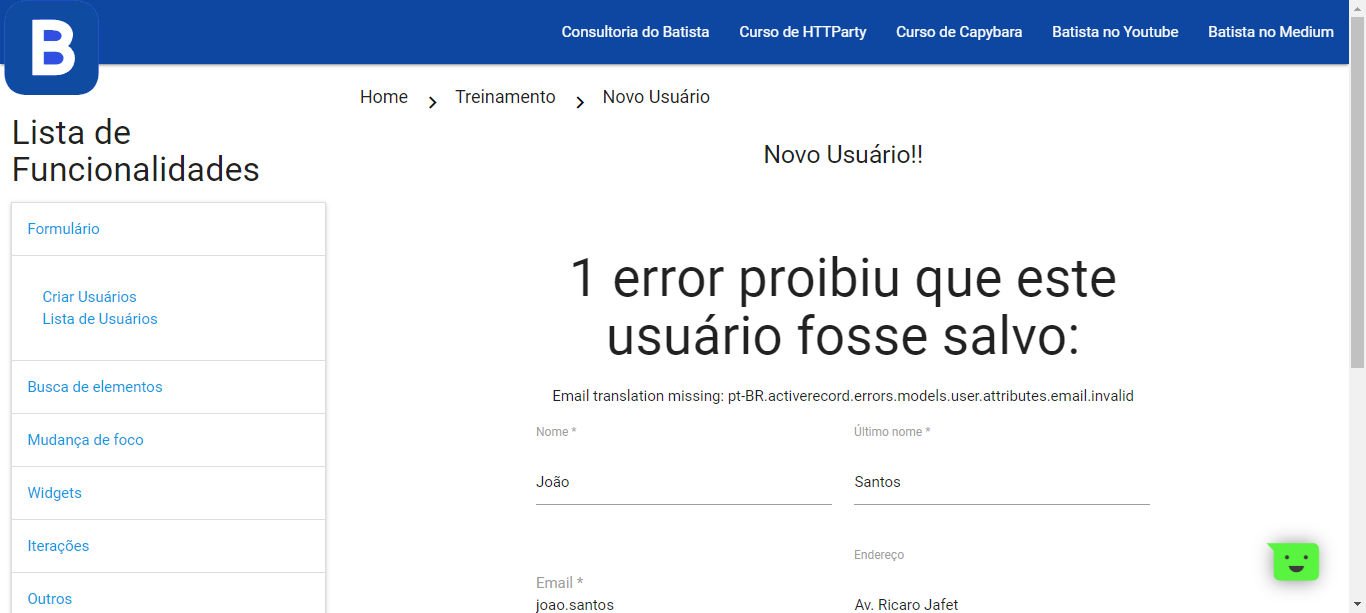 B
Consultoria do Batista Curso de HTTParty Curso de Capybara Batista no Youtube Batista no Medium
Home Treinamento Novo Usuário
Lista de
Funcionalidades
Formulário
Criar Usuários
Lista de Usuários
Busca de elementos
Mudança de foco
Widgets
Iterações
Outros
Novo Usuário!!
1 error proibiu que este
usuário fosse salvo:
Email translation missing: pt-BR.activerecord.errors.models.user.attributes.email.invalid
Nome * Último nome *
João Santos
Endereço
Email *
joao.santos Av. Ricaro Jafet